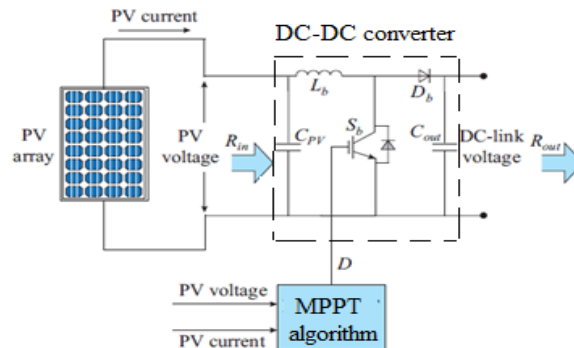 PV current
DC-DC converter
PV
array
PV
voltage
R_in
C_PV
L_b
S_b
D_b
C_out
DC-link
voltage
R_out
D
PV voltage
PV current
MPPT
algorithm